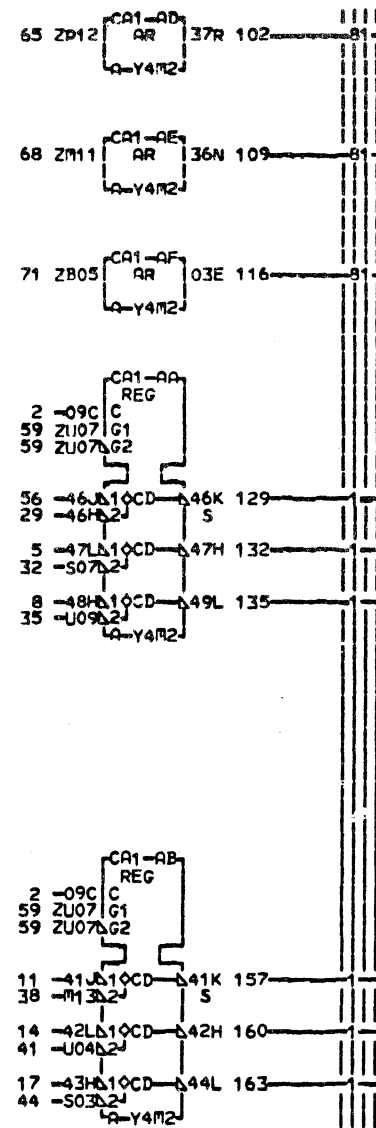 CA1-AD
65 ZP12 AR 37R 102 81
A-Y4M2
CA1-AE
68 ZM11 AR 36N 109 81
A-Y4M2
CA1-AF
71 ZB05 AR 03E 116 81
A-Y4M2
CA1-AA
REG
2 -09C C
59 ZU07 G1
59 ZU07 G2
56 -46J 1 CD 46K 129 1
29 -46H 2 S
5 -47L 1 CD 47H 132 1
32 -S07 2
8 -48H 1 CD 49L 135 1
35 -U09 2
A-Y4M2
CA1-AB
REG
2 -09C C
59 ZU07 G1
59 ZU07 G2
11 -41J 1 CD 41K 157 1
38 -M13 2 S
14 -42L 1 CD 42H 160 1
41 -U04 2
17 -43H 1 CD 44L 163 1
44 -S03 2
A-Y4M2